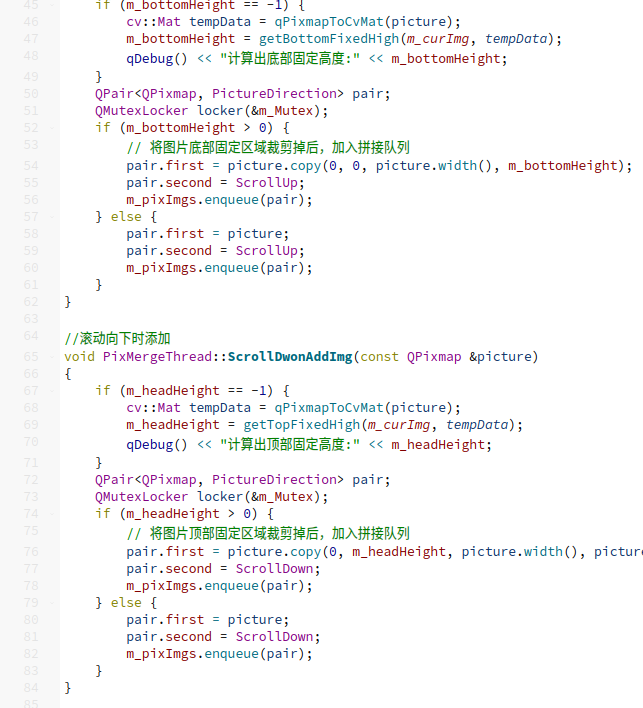 45 if (m_bottomHeight == -1) {
46 cv::Mat tempData = qPixmapToCvMat(picture);
47 m_bottomHeight = getBottomFixedHigh(m_curImg, tempData);
48 qDebug() << "计算出底部固定高度:" << m_bottomHeight;
49 }
50 QPair<QPixmap, PictureDirection> pair;
51 QMutexLocker locker(&m_Mutex);
52 if (m_bottomHeight > 0) {
53 // 将图片底部固定区域裁剪掉后，加入拼接队列
54 pair.first = picture.copy(0, 0, picture.width(), m_bottomHeight);
55 pair.second = ScrollUp;
56 m_pixImgs.enqueue(pair);
57 } else {
58 pair.first = picture;
59 pair.second = ScrollUp;
60 m_pixImgs.enqueue(pair);
61 }
62 }
63
64 //滚动向下时添加
65 void PixMergeThread::ScrollDwonAddImg(const QPixmap &picture)
66 {
67 if (m_headHeight == -1) {
68 cv::Mat tempData = qPixmapToCvMat(picture);
69 m_headHeight = getTopFixedHigh(m_curImg, tempData);
70 qDebug() << "计算出顶部固定高度:" << m_headHeight;
71 }
72 QPair<QPixmap, PictureDirection> pair;
73 QMutexLocker locker(&m_Mutex);
74 if (m_headHeight > 0) {
75 // 将图片顶部固定区域裁剪掉后，加入拼接队列
76 pair.first = picture.copy(0, m_headHeight, picture.width(), pictur
77 pair.second = ScrollDown;
78 m_pixImgs.enqueue(pair);
79 } else {
80 pair.first = picture;
81 pair.second = ScrollDown;
82 m_pixImgs.enqueue(pair);
83 }
84 }
85